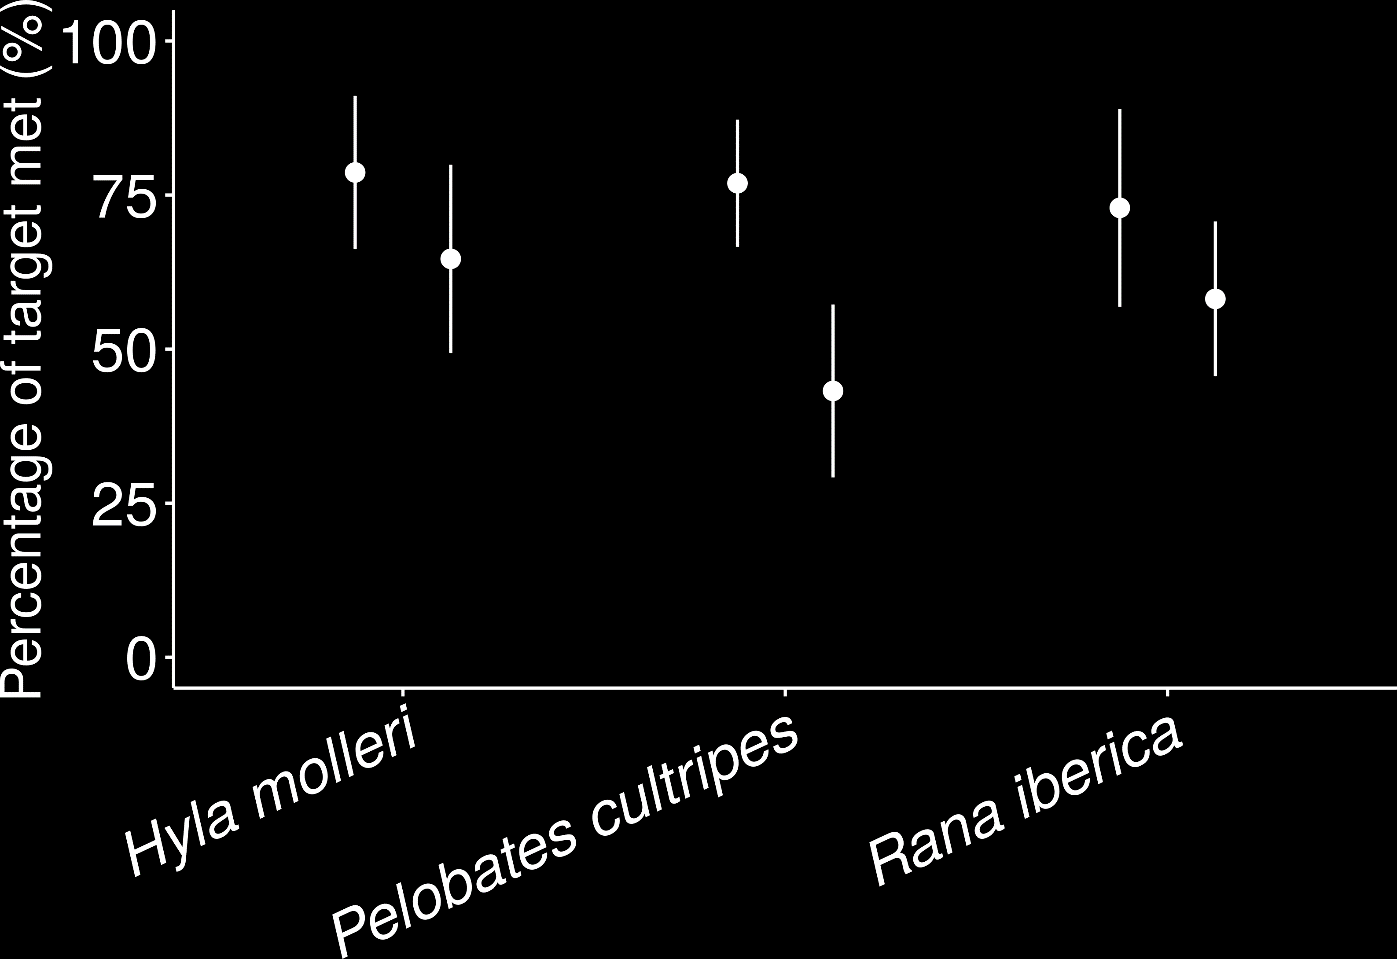 Percentage of target met (%)
100
75
50
25
0
Hyla molleri
Pelobates cultripes
Rana iberica